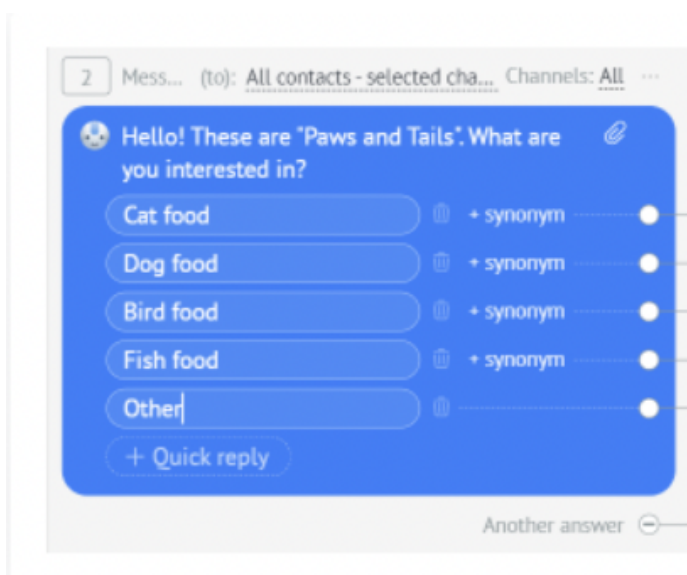 2 Mess... (to): All contacts - selected cha... Channels: All ...
Hello! These are "Paws and Tails". What are
you interested in?
Cat food + synonym
Dog food + synonym
Bird food + synonym
Fish food + synonym
Other
+ Quick reply
Another answer